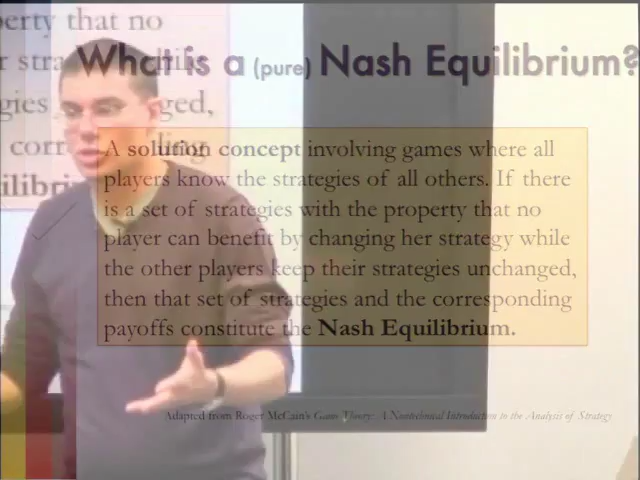 perty that no
What is a (pure) Nash Equilibrium?
A solution concept involving games where all
players know the strategies of all others. If there
is a set of strategies with the property that no
player can benefit by changing her strategy while
the other players keep their strategies unchanged,
then that set of strategies and the corresponding
payoffs constitute the Nash Equilibrium.
Adapted from Roger McCain's Game Theory: A Nontechnical Introduction to the Analysis of Strategy